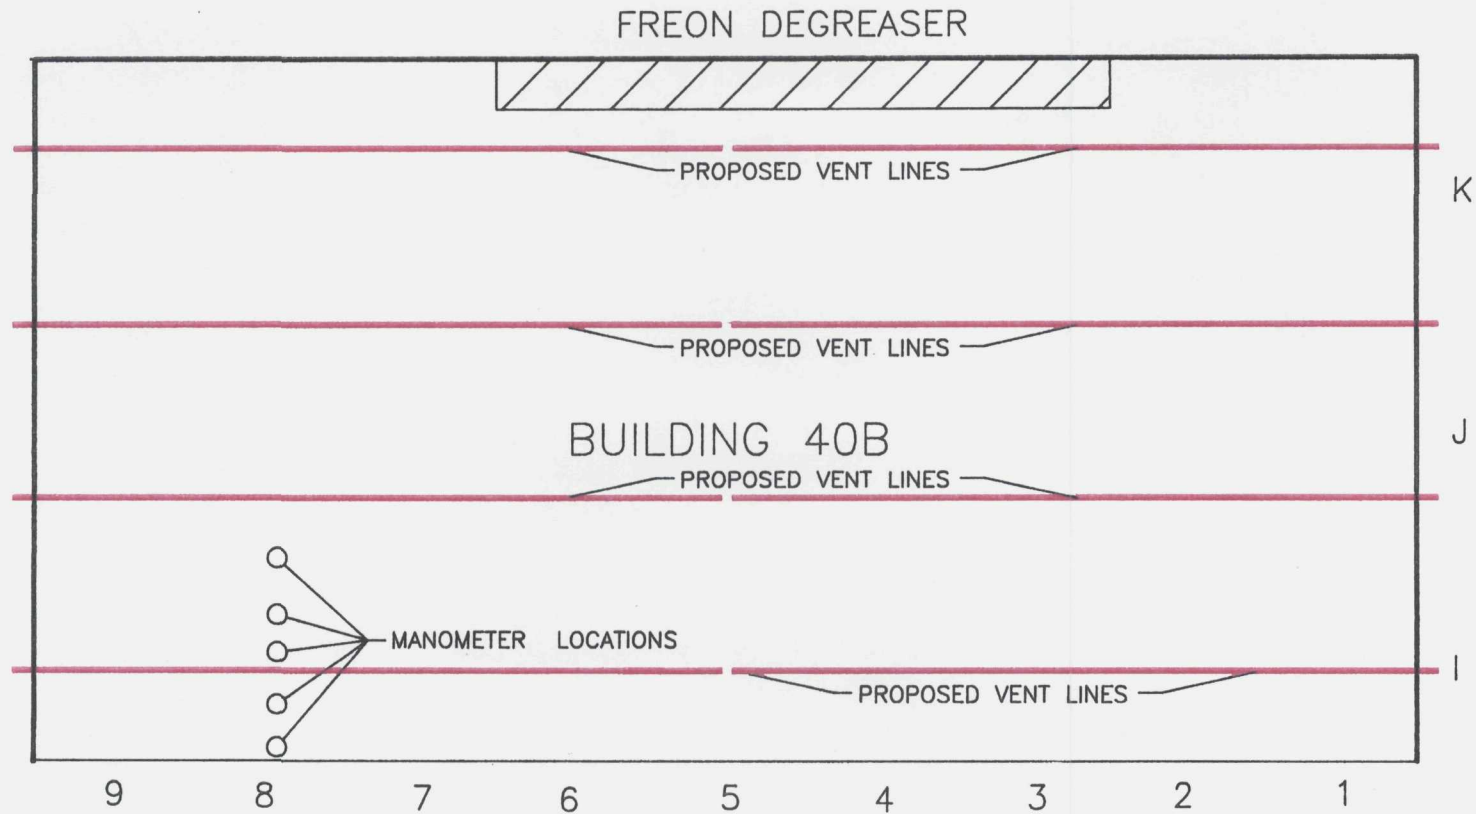 FREON DEGREASER
PROPOSED VENT LINES
K
PROPOSED VENT LINES
BUILDING 40B
J
PROPOSED VENT LINES
MANOMETER LOCATIONS
I
PROPOSED VENT LINES
9 8 7 6 5 4 3 2 1